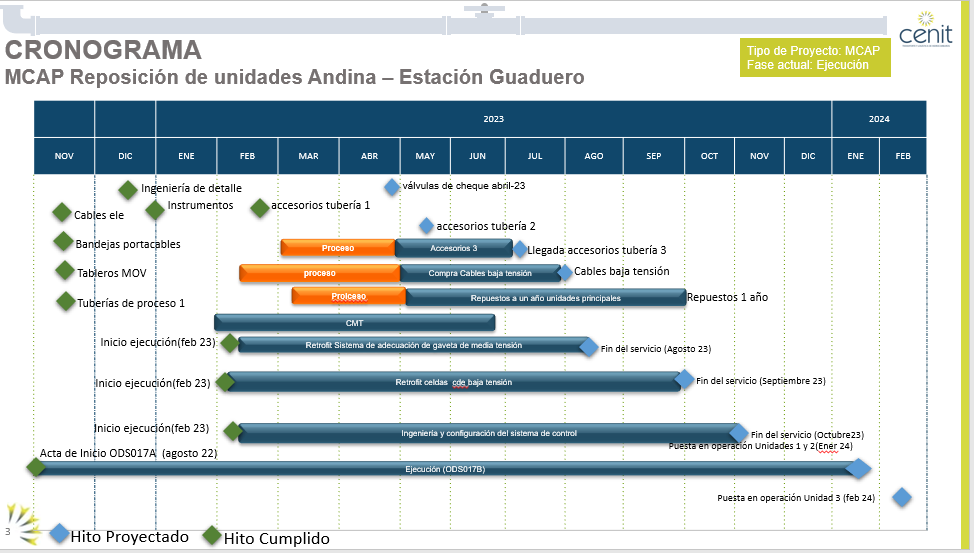 cenit
CRONOGRAMA
MCAP Reposición de unidades Andina – Estación Guaduero
Tipo de Proyecto: MCAP
Fase actual: Ejecución
2023
2024
NOV DIC ENE FEB MAR ABR MAY JUN JUL AGO SEP OCT NOV DIC ENE FEB
Ingeniería de detalle
válvulas de cheque abril-23
Cables ele
Instrumentos
accesorios tubería 1
accesorios tubería 2
Bandejas portacables
Proceso
Accesorios 3
Llegada accesorios tubería 3
Tableros MOV
proceso
Compra Cables baja tensión
Cables baja tensión
Tuberías de proceso 1
Prolceso
Repuestos a un año unidades principales
Repuestos 1 año
CMT
Inicio ejecución(feb 23)
Retrofit Sistema de adecuación de gaveta de media tensión
Fin del servicio (Agosto 23)
Inicio ejecución(feb 23)
Retrofit celdas cde baja tensión
Fin del servicio (Septiembre 23)
Inicio ejecución(feb 23)
Ingeniería y configuración del sistema de control
Fin del servicio (Octubre23)
Puesta en operación Unidades 1 y 2(Ener 24)
Acta de Inicio ODS017A (agosto 22)
Ejecución (ODS017B)
Puesta en operación Unidad 3 (feb 24)
3
Hito Proyectado
Hito Cumplido